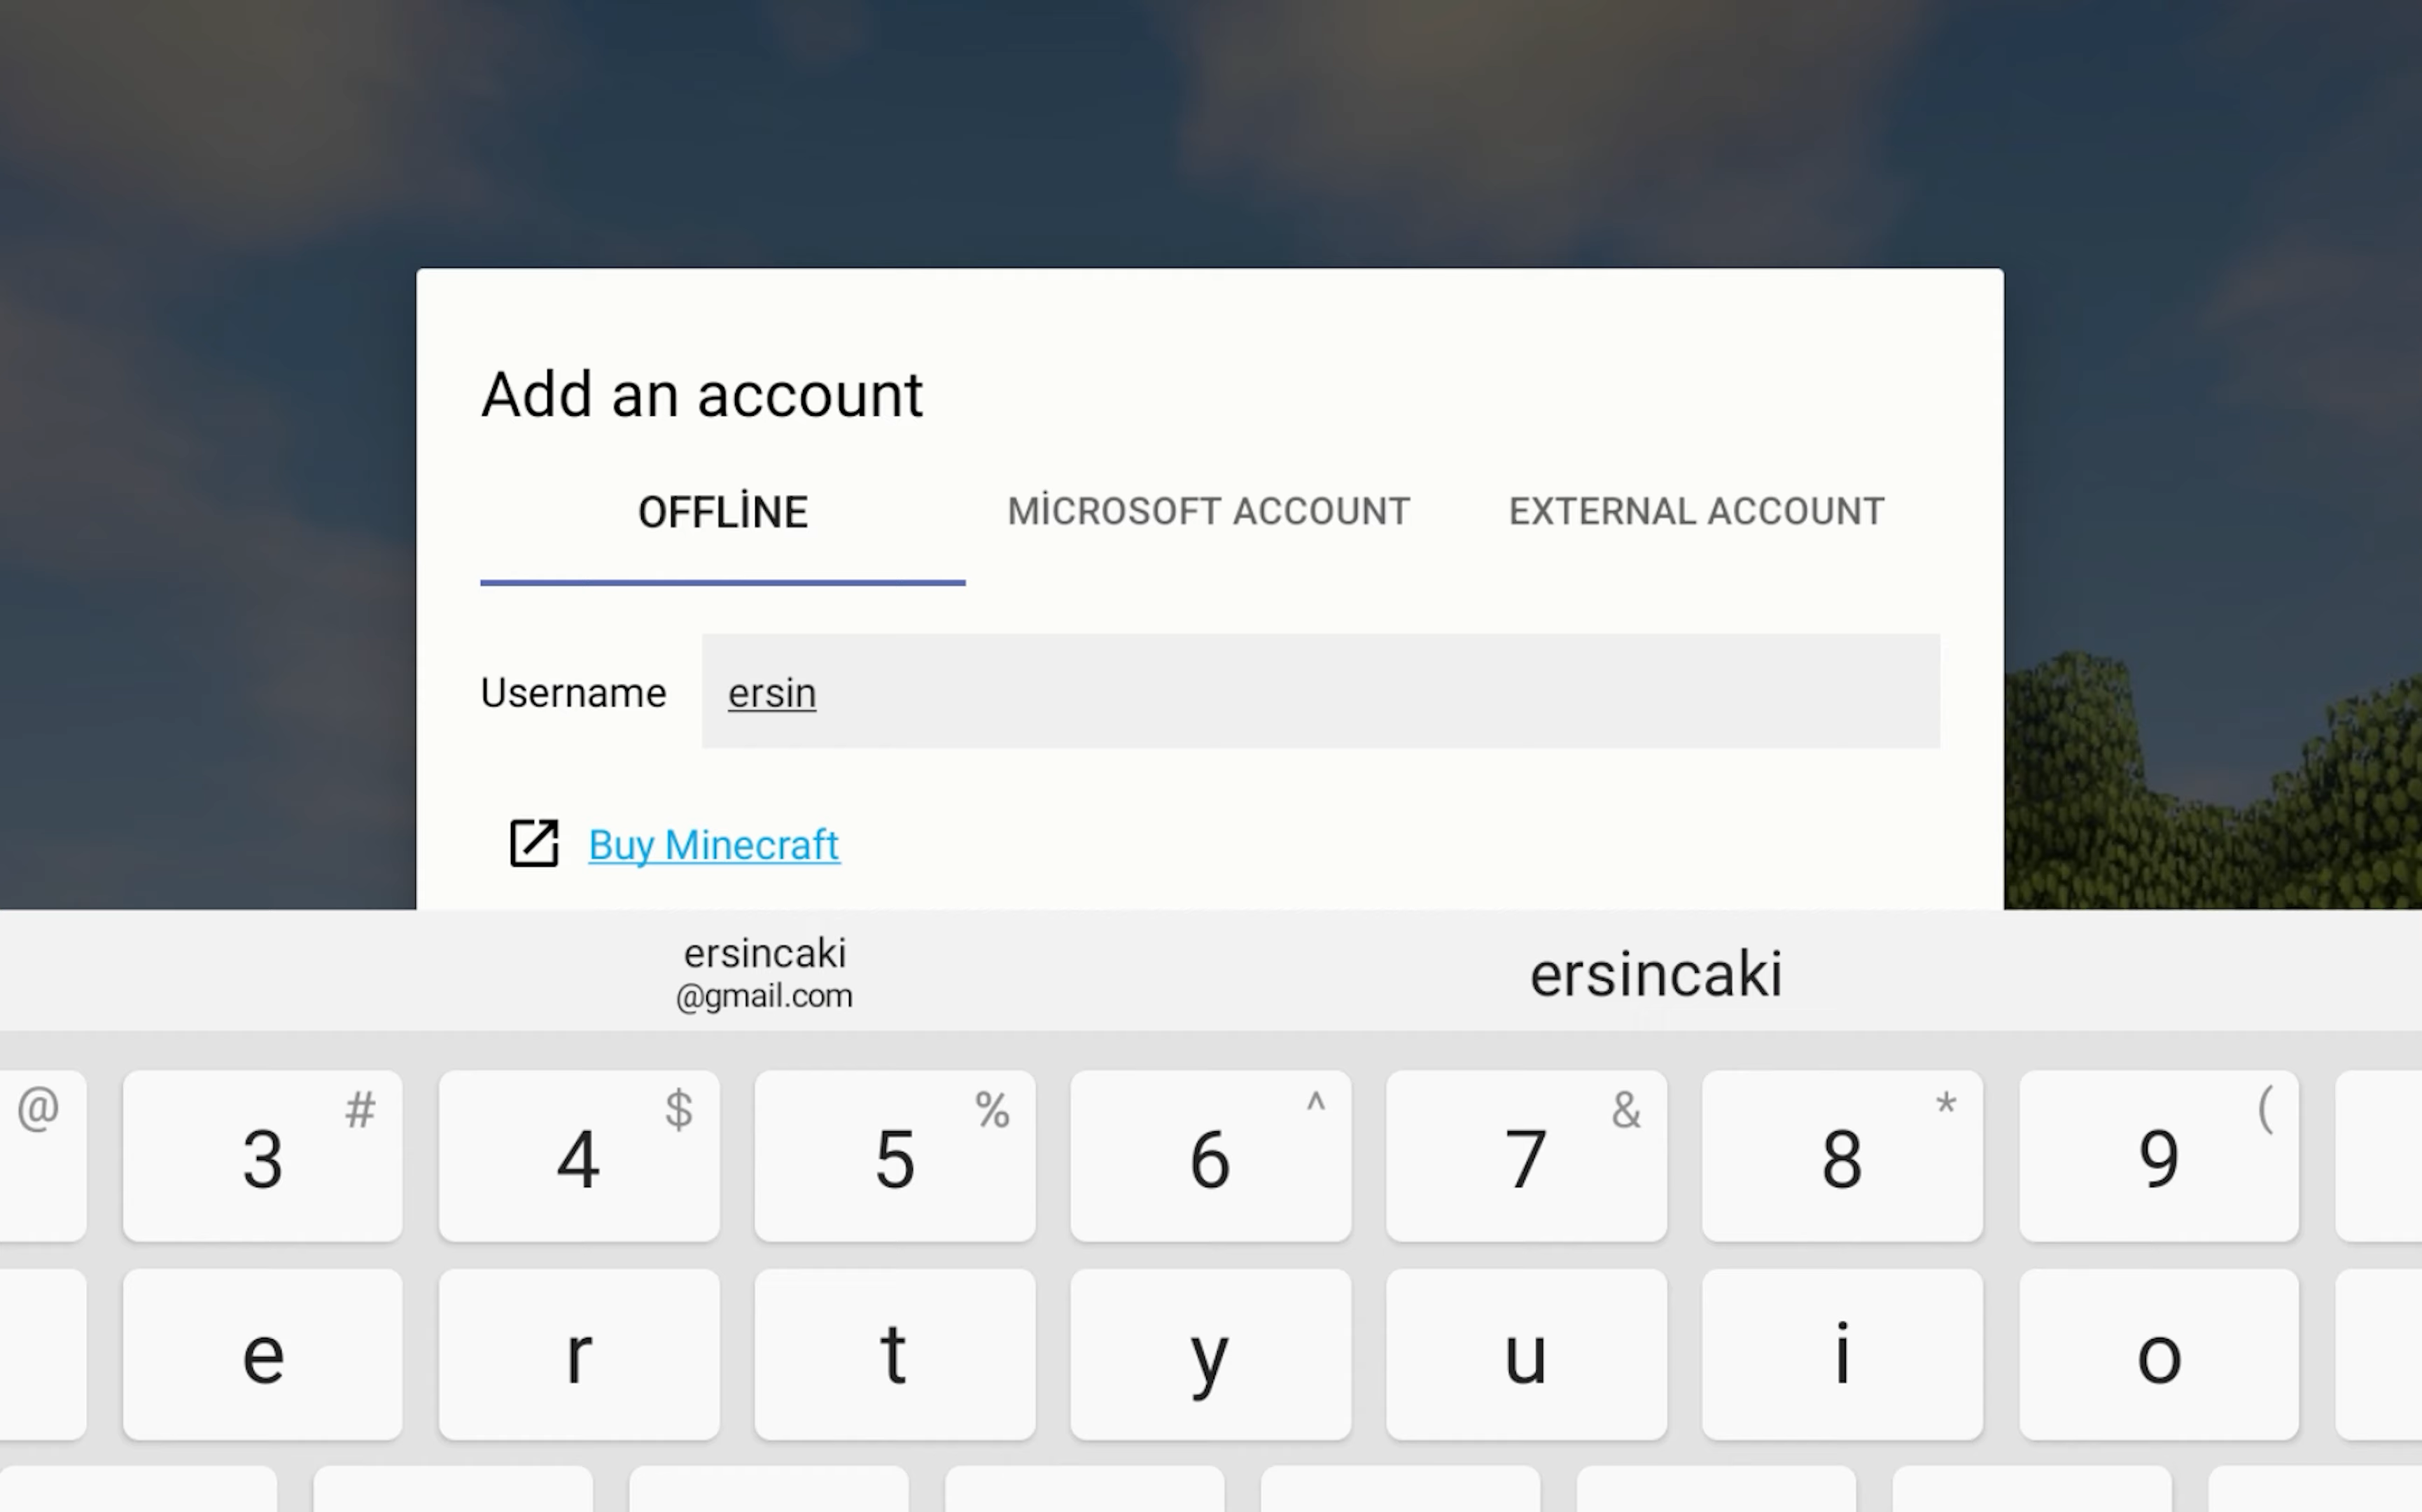 Add an account
OFFLİNE MİCROSOFT ACCOUNT EXTERNAL ACCOUNT
Username ersin
Buy Minecraft
ersincaki
@gmail.com
ersincaki
@ # $ % ^ & * (
3 4 5 6 7 8 9
e r t y u i o